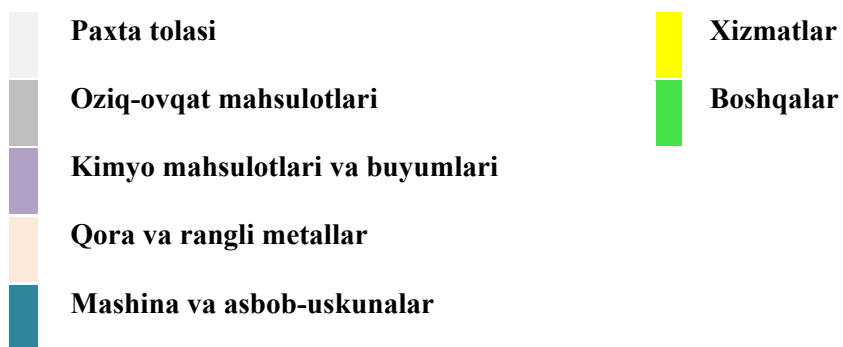 Paxta tolasi
Oziq-ovqat mahsulotlari
Kimyo mahsulotlari va buyumlari
Qora va rangli metallar
Mashina va asbob-uskunalar
Xizmatlar
Boshqalar